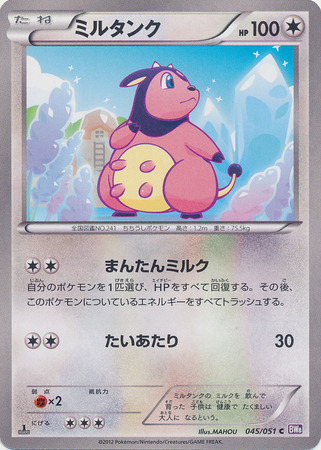 たね
ミルタンク
HP 100
全国図鑑NO.241 ちちうしポケモン 高さ:1.2m 重さ:75.5kg
まんたんミルク
自分のポケモンを1匹選び、HPをすべて回復する。その後、
このポケモンについているエネルギーをすべてトラッシュする。
たいあたり 30
弱点 ×2 抵抗力
にげる
ミルタンクの ミルクを 飲んで
育った 子供は 健康で たくましい
大人に なるという。
Illus.MAHOU 045/051 C
©2012 Pokémon/Nintendo/Creatures/GAME FREAK.